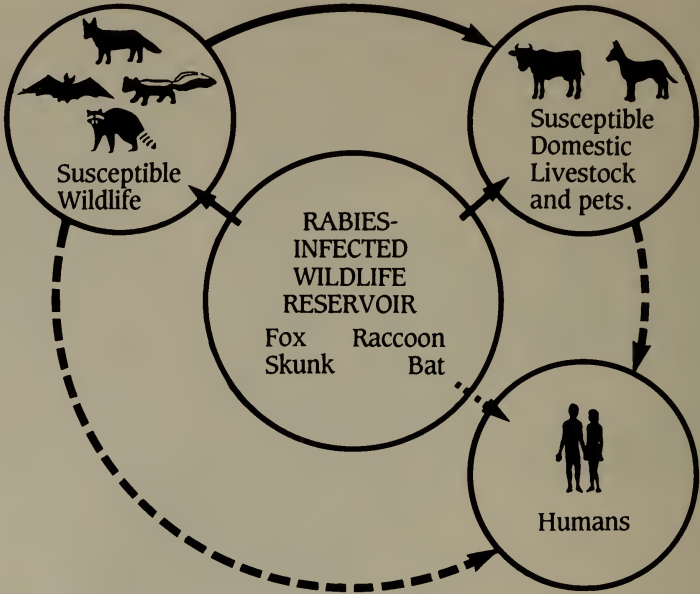 Susceptible
Wildlife
Susceptible
Domestic
Livestock
and pets.
RABIES-
INFECTED
WILDLIFE
RESERVOIR
Fox Raccoon
Skunk Bat
Humans